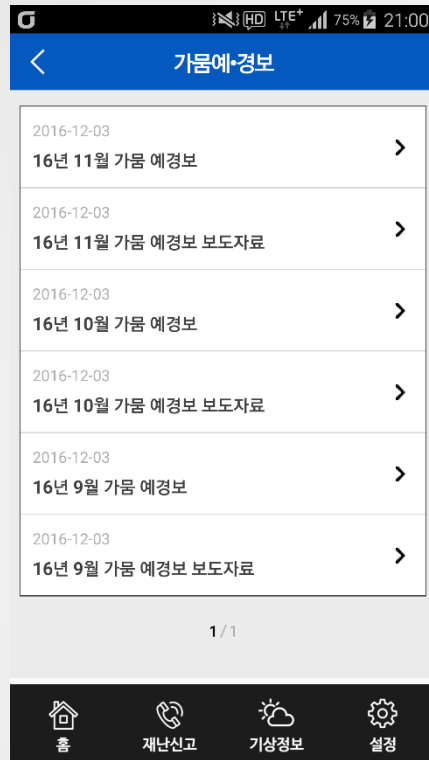 HD LTE+ 75% 21:00
가뭄예•경보
2016-12-03
16년 11월 가뭄 예경보
2016-12-03
16년 11월 가뭄 예경보 보도자료
2016-12-03
16년 10월 가뭄 예경보
2016-12-03
16년 10월 가뭄 예경보 보도자료
2016-12-03
16년 9월 가뭄 예경보
2016-12-03
16년 9월 가뭄 예경보 보도자료
1/1
홈 재난신고 기상정보 설정